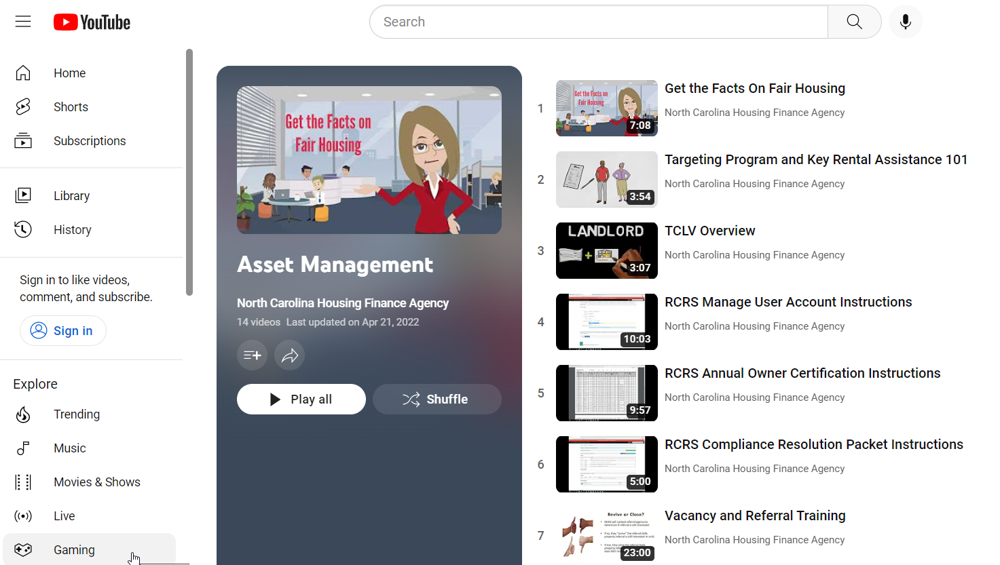 YouTube
Search
Home
Shorts
Subscriptions
Library
History
Sign in to like videos,
comment, and subscribe.
Sign in
Explore
Trending
Music
Movies & Shows
Live
Gaming
Get the Facts on
Fair Housing
Asset Management
North Carolina Housing Finance Agency
14 videos Last updated on Apr 21, 2022
Play all
Shuffle
1
Get the Facts on
Fair Housing
7:08
Get the Facts On Fair Housing
North Carolina Housing Finance Agency
2
3:54
Targeting Program and Key Rental Assistance 101
North Carolina Housing Finance Agency
3
LANDLORD
3:07
TCLV Overview
North Carolina Housing Finance Agency
4
10:03
RCRS Manage User Account Instructions
North Carolina Housing Finance Agency
5
9:57
RCRS Annual Owner Certification Instructions
North Carolina Housing Finance Agency
6
5:00
RCRS Compliance Resolution Packet Instructions
North Carolina Housing Finance Agency
7
Revive or Close?
23:00
Vacancy and Referral Training
North Carolina Housing Finance Agency